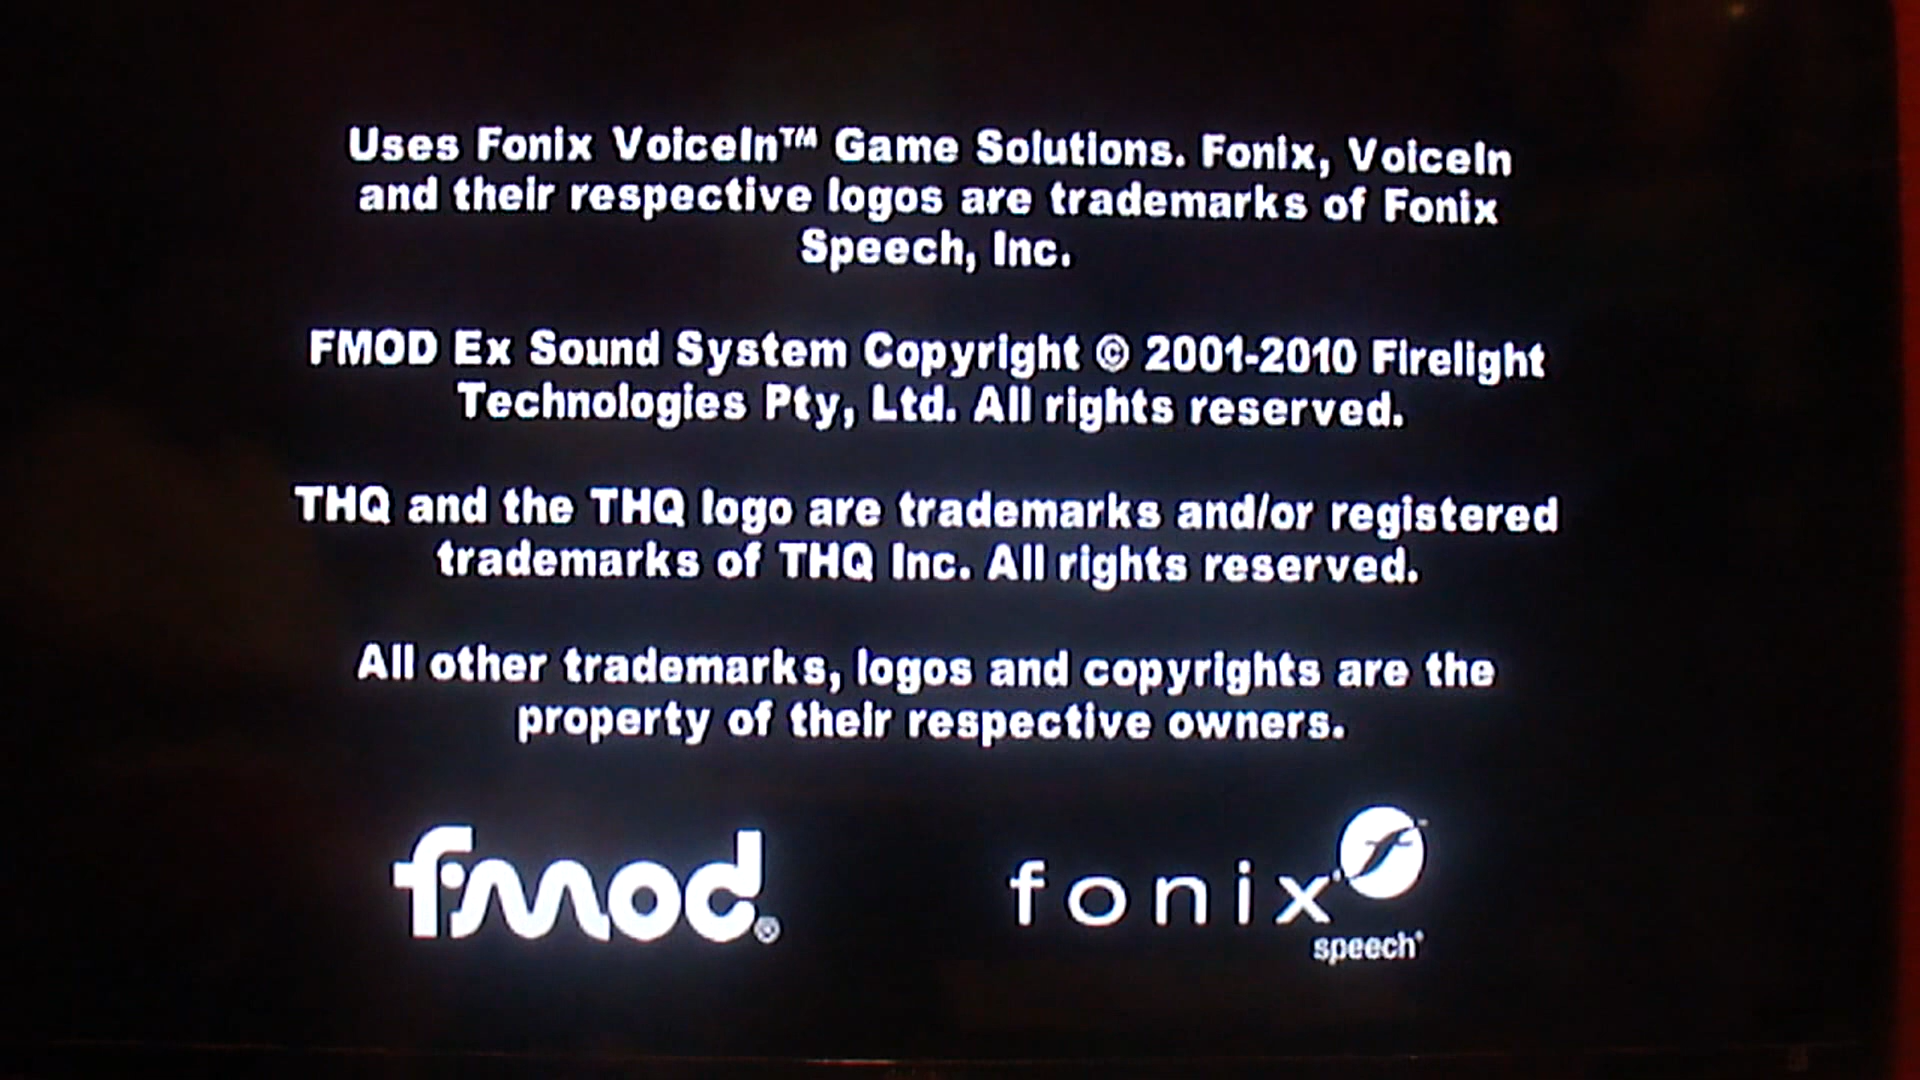 Uses Fonix VoiceIn™ Game Solutions. Fonix, VoiceIn
and their respective logos are trademarks of Fonix
Speech, Inc.
FMOD Ex Sound System Copyright © 2001-2010 Firelight
Technologies Pty, Ltd. All rights reserved.
THQ and the THQ logo are trademarks and/or registered
trademarks of THQ Inc. All rights reserved.
All other trademarks, logos and copyrights are the
property of their respective owners.
fmod®
fonix
speech